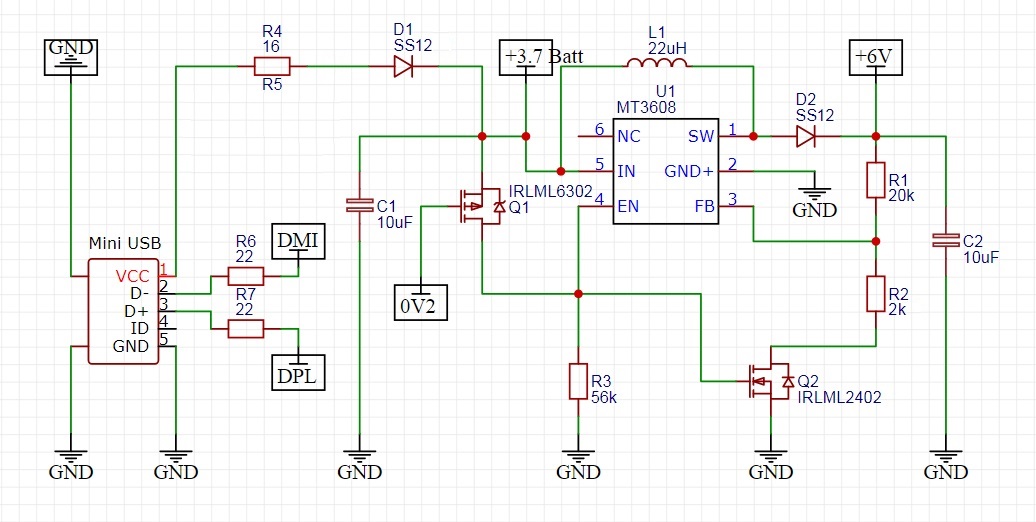 GND
R4
16
R5
D1
SS12
+3.7 Batt
L1
22uH
+6V
U1
MT3608
D2
SS12
6 NC
SW 1
5 IN
GND+ 2
4 EN
FB 3
GND
R1
20k
C1
10uF
IRLML6302
Q1
C2
10uF
Mini USB
VCC 1
D- 2
D+ 3
ID 4
GND 5
R6
22
DMI
R7
22
DPL
0V2
R2
2k
R3
56k
Q2
IRLML2402
GND
GND
GND
GND
GND
GND